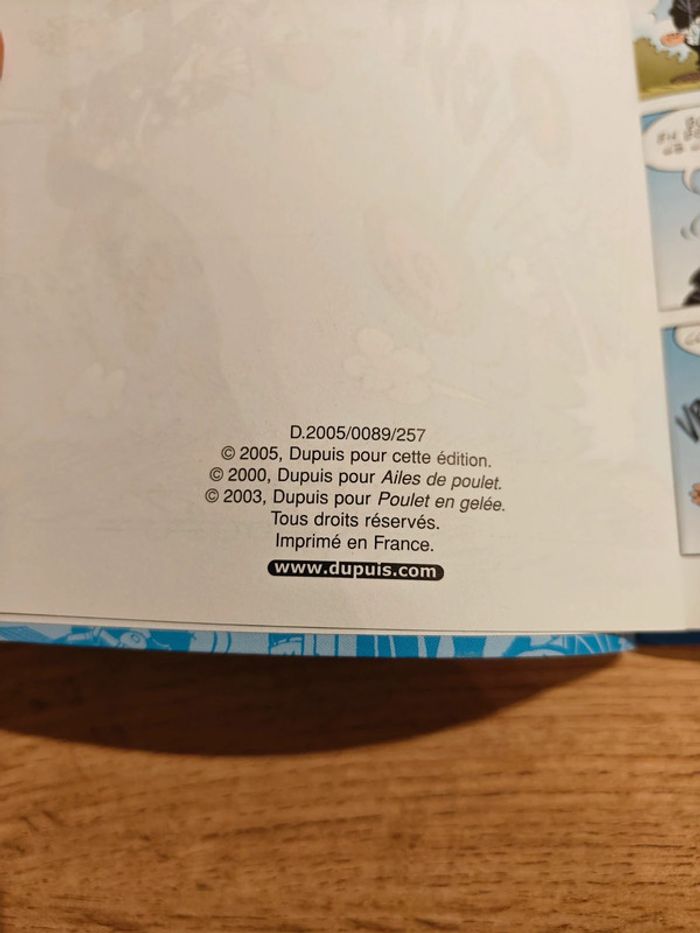 D.2005/0089/257
© 2005, Dupuis pour cette édition.
© 2000, Dupuis pour Ailes de poulet.
© 2003, Dupuis pour Poulet en gelée.
Tous droits réservés.
Imprimé en France.
www.dupuis.com